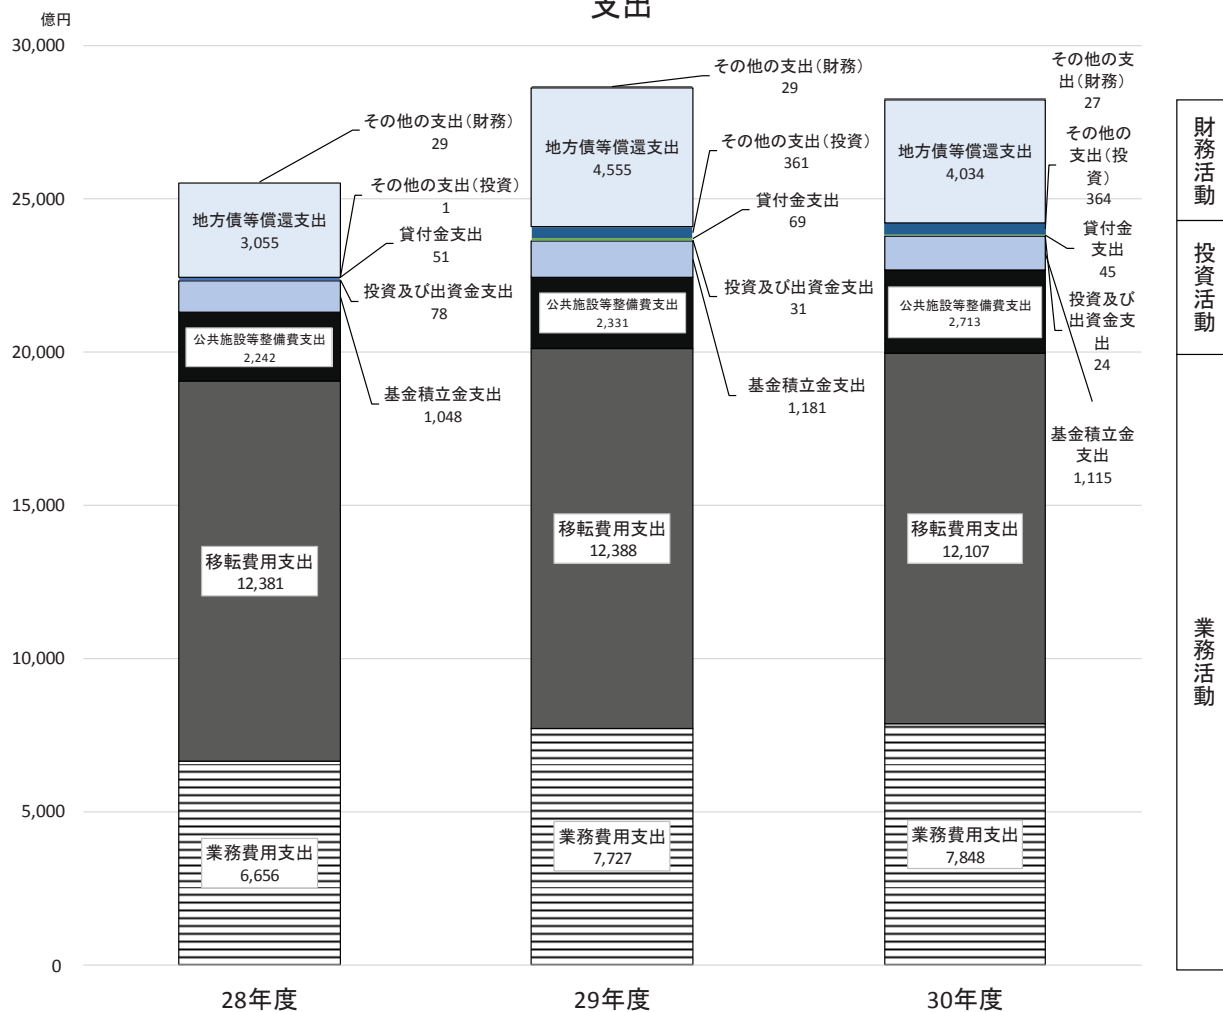 支出
億円
30,000
25,000
20,000
15,000
10,000
5,000
0
その他の支出(財務)
29
地方債等償還支出
3,055
その他の支出(投資)
1
貸付金支出
51
投資及び出資金支出
78
公共施設等整備費支出
2,242
基金積立金支出
1,048
移転費用支出
12,381
業務費用支出
6,656
28年度
その他の支出(財務)
29
地方債等償還支出
4,555
その他の支出(投資)
361
貸付金支出
69
投資及び出資金支出
31
公共施設等整備費支出
2,331
基金積立金支出
1,181
移転費用支出
12,388
業務費用支出
7,727
29年度
その他の支
出(財務)
27
地方債等償還支出
4,034
その他の
支出(投
資)
364
貸付金
支出
45
投資及び
出資金支
出
24
公共施設等整備費支出
2,713
基金積立金
支出
1,115
移転費用支出
12,107
業務費用支出
7,848
30年度
財務活動
投資活動
業務活動